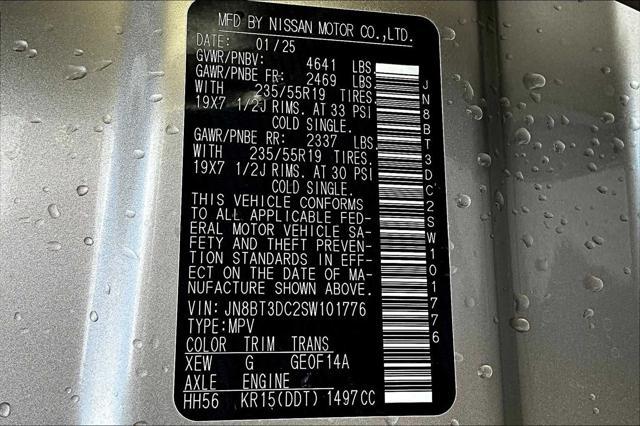 MFD BY NISSAN MOTOR CO.,LTD.
DATE: 01/25
GVWR/PNBV: 4641 LBS.
GAWR/PNBE FR: 2469 LBS.
WITH 235/55R19 TIRES.
19X7 1/2J RIMS. AT 33 PSI
COLD SINGLE.
GAWR/PNBE RR: 2337 LBS.
WITH 235/55R19 TIRES.
19X7 1/2J RIMS. AT 30 PSI
COLD SINGLE.
THIS VEHICLE CONFORMS
TO ALL APPLICABLE FED-
ERAL MOTOR VEHICLE SA-
FETY AND THEFT PREVEN-
TION STANDARDS IN EFF-
ECT ON THE DATE OF MA-
NUFACTURE SHOWN ABOVE.
VIN: JN8BT3DC2SW101776
TYPE:MPV
COLOR TRIM TRANS
XEW G GE0F14A
AXLE ENGINE
HH56 KR15(DDT) 1497CC
JN8BT3DC2SW101776